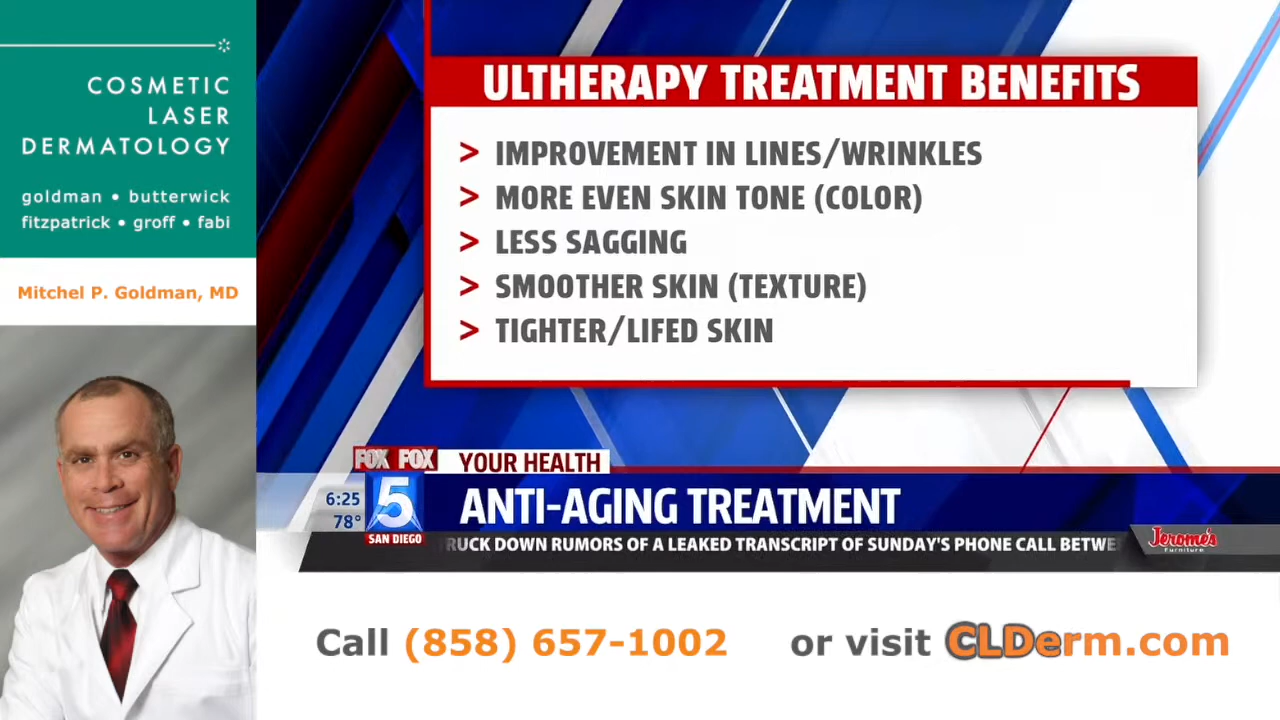 COSMETIC
LASER
DERMATOLOGY
goldman • butterwick
fitzpatrick • groff • fabi
Mitchel P. Goldman, MD
ULTHERAPY TREATMENT BENEFITS
> IMPROVEMENT IN LINES/WRINKLES
> MORE EVEN SKIN TONE (COLOR)
> LESS SAGGING
> SMOOTHER SKIN (TEXTURE)
> TIGHTER/LIFED SKIN
FOX FOX
YOUR HEALTH
6:25
78°
5
SAN DIEGO
ANTI-AGING TREATMENT
RUCK DOWN RUMORS OF A LEAKED TRANSCRIPT OF SUNDAY'S PHONE CALL BETWE
Jerome's
Furniture
Call (858) 657-1002 or visit CLDerm.com